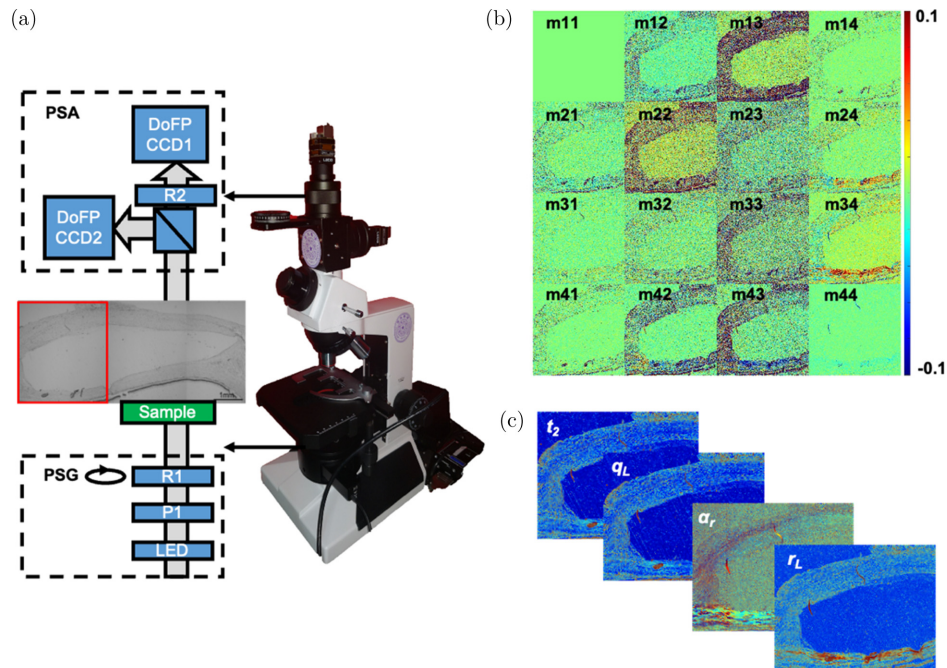 (a)
PSA
DoFP
CCD1
R2
DoFP
CCD2
1mm
Sample
PSG
R1
P1
LED
(b)
0.1
m11 m12 m13 m14
m21 m22 m23 m24
m31 m32 m33 m34
m41 m42 m43 m44
-0.1
(c)
t2
qL
αr
rL